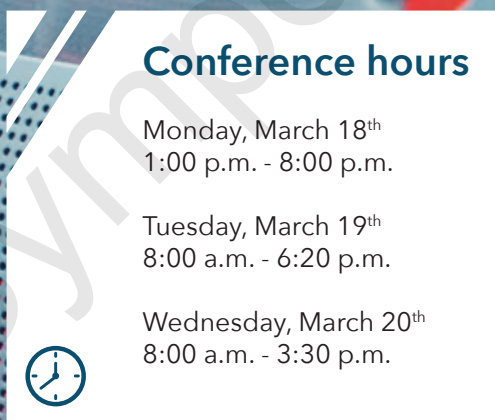 Conference hours
Monday, March 18th
1:00 p.m. - 8:00 p.m.
Tuesday, March 19th
8:00 a.m. - 6:20 p.m.
Wednesday, March 20th
8:00 a.m. - 3:30 p.m.